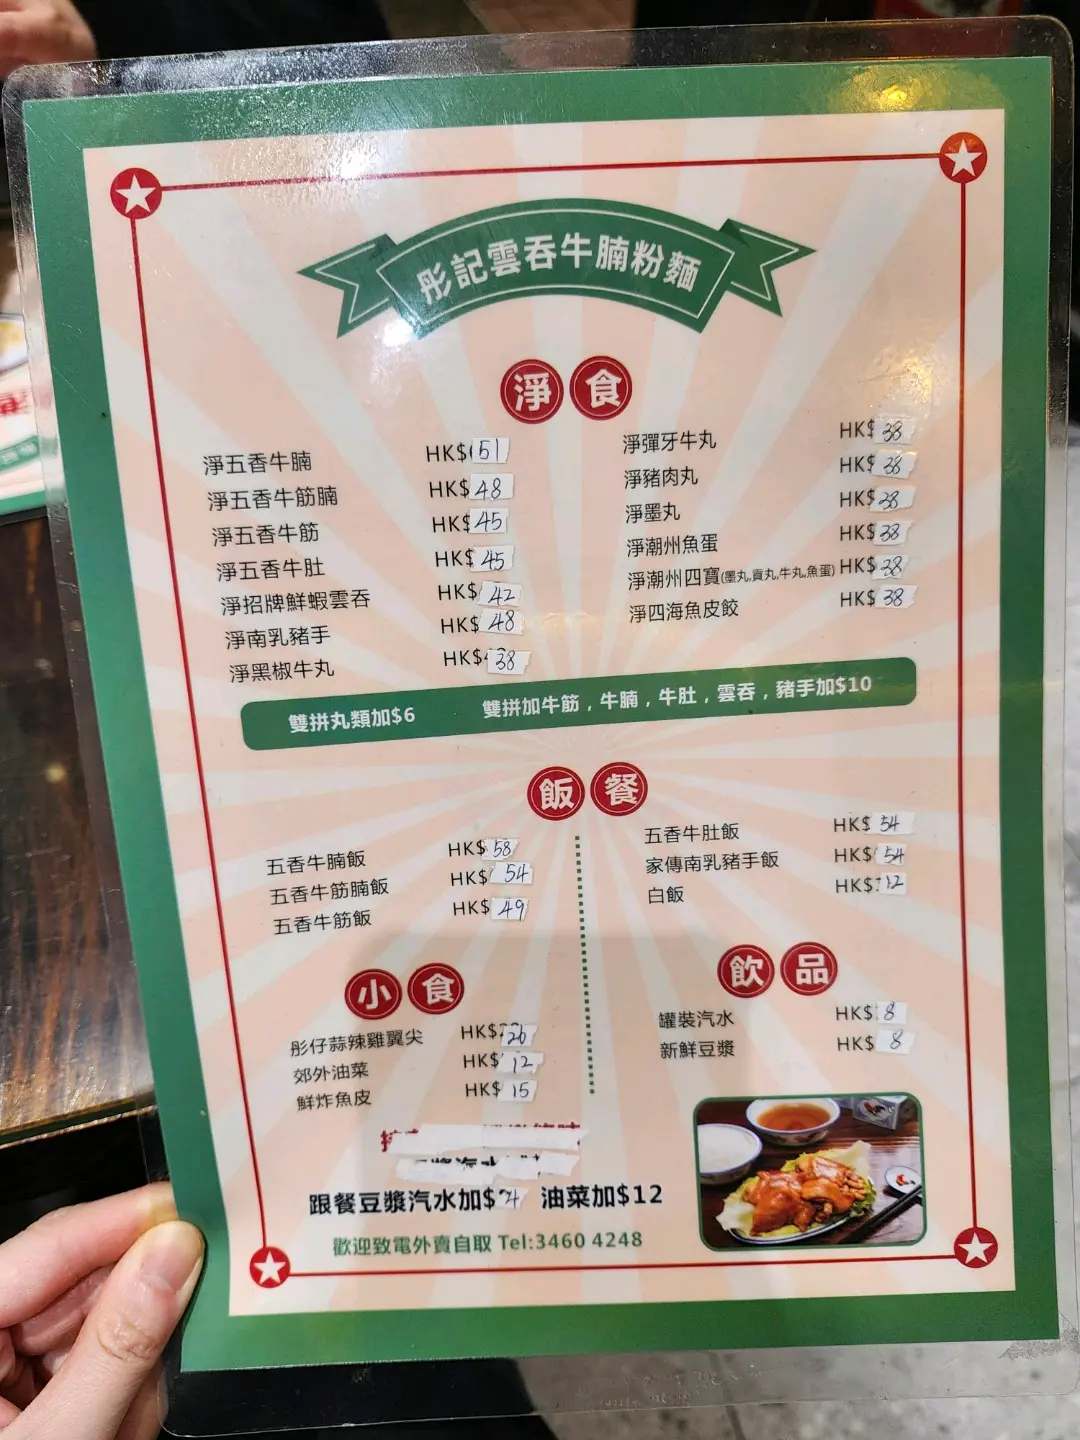 彤記雲吞牛腩粉麵
淨食
淨五香牛腩 HK$51
淨五香牛筋腩 HK$48
淨五香牛筋 HK$45
淨五香牛肚 HK$45
淨招牌鮮蝦雲吞 HK$42
淨南乳豬手 HK$48
淨黑椒牛丸 HK$38
淨彈牙牛丸 HK$38
淨豬肉丸 HK$38
淨墨丸 HK$38
淨潮州魚蛋 HK$38
淨潮州四寶(墨丸,貢丸,牛丸,魚蛋) HK$38
淨四海魚皮餃 HK$38
雙拼丸類加$6 雙拼加牛筋,牛腩,牛肚,雲吞,豬手加$10
飯餐
五香牛腩飯 HK$58
五香牛筋腩飯 HK$54
五香牛筋飯 HK$49
五香牛肚飯 HK$54
家傳南乳豬手飯 HK$54
白飯 HK$12
小食
彤仔蒜辣雞翼尖 HK$26
郊外油菜 HK$12
鮮炸魚皮 HK$15
飲品
罐裝汽水 HK$8
新鮮豆漿 HK$8
跟餐豆漿汽水加$4 油菜加$12
歡迎致電外賣自取 Tel:3460 4248